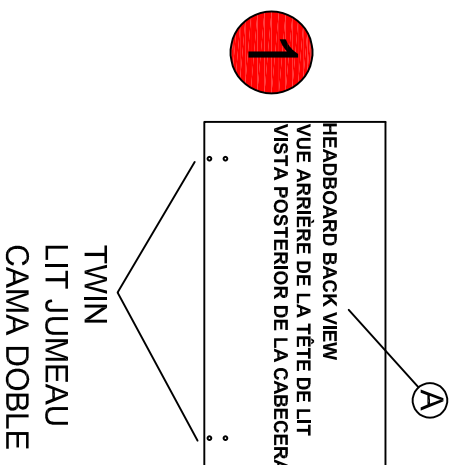 1
HEADBOARD BACK VIEW
VUE ARRIÈRE DE LA TÊTE DE LIT
VISTA POSTERIOR DE LA CABECERA
A
TWIN
LIT JUMEAU
CAMA DOBLE